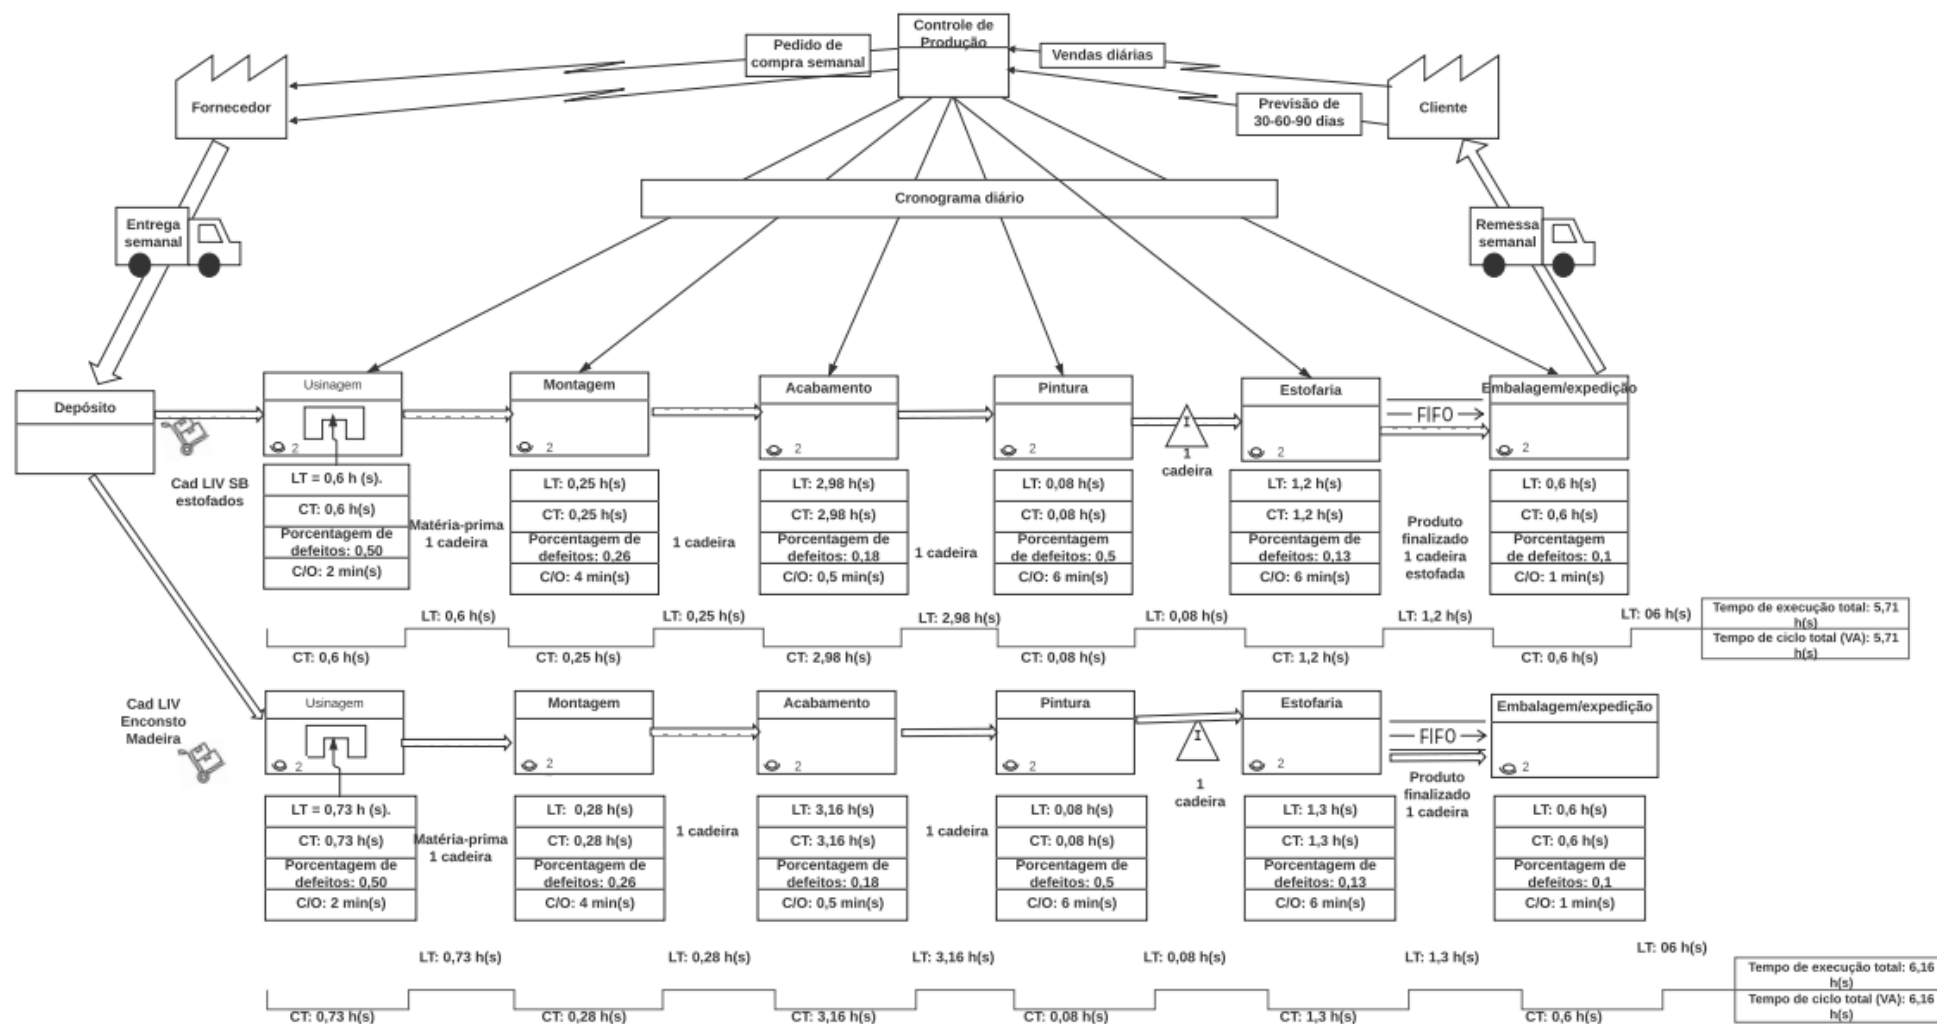 Controle de
Produção
Pedido de
compra semanal
Vendas diárias
Previsão de
30-60-90 dias
Fornecedor
Cliente
Cronograma diário
Entrega
semanal
Remessa
semanal
Depósito
Usinagem
2
Montagem
2
Acabamento
2
Pintura
2
I
1
cadeira
Estofaria
2
FIFO
Embalagem/expedição
2
Cad LIV SB
estofados
LT = 0,6 h (s).
CT: 0,6 h(s)
Porcentagem de
defeitos: 0,50
C/O: 2 min(s)
Matéria-prima
1 cadeira
LT: 0,25 h(s)
CT: 0,25 h(s)
Porcentagem de
defeitos: 0,26
C/O: 4 min(s)
1 cadeira
LT: 2,98 h(s)
CT: 2,98 h(s)
Porcentagem de
defeitos: 0,18
C/O: 0,5 min(s)
1 cadeira
LT: 0,08 h(s)
CT: 0,08 h(s)
Porcentagem
de defeitos: 0,5
C/O: 6 min(s)
LT: 1,2 h(s)
CT: 1,2 h(s)
Porcentagem de
defeitos: 0,13
C/O: 6 min(s)
Produto
finalizado
1 cadeira
estofada
LT: 0,6 h(s)
CT: 0,6 h(s)
Porcentagem
de defeitos: 0,1
C/O: 1 min(s)
LT: 0,6 h(s)
LT: 0,25 h(s)
LT: 2,98 h(s)
LT: 0,08 h(s)
LT: 1,2 h(s)
LT: 06 h(s)
CT: 0,6 h(s)
CT: 0,25 h(s)
CT: 2,98 h(s)
CT: 0,08 h(s)
CT: 1,2 h(s)
CT: 0,6 h(s)
Tempo de execução total: 5,71
h(s)
Tempo de ciclo total (VA): 5,71
h(s)
Cad LIV
Enconsto
Madeira
Usinagem
2
Montagem
2
Acabamento
2
Pintura
2
I
1
cadeira
Estofaria
2
FIFO
Produto
finalizado
1 cadeira
Embalagem/expedição
2
LT = 0,73 h (s).
CT: 0,73 h(s)
Porcentagem de
defeitos: 0,50
C/O: 2 min(s)
Matéria-prima
1 cadeira
LT: 0,28 h(s)
CT: 0,28 h(s)
Porcentagem de
defeitos: 0,26
C/O: 4 min(s)
1 cadeira
LT: 3,16 h(s)
CT: 3,16 h(s)
Porcentagem de
defeitos: 0,18
C/O: 0,5 min(s)
1 cadeira
LT: 0,08 h(s)
CT: 0,08 h(s)
Porcentagem de
defeitos: 0,5
C/O: 6 min(s)
LT: 1,3 h(s)
CT: 1,3 h(s)
Porcentagem de
defeitos: 0,13
C/O: 6 min(s)
LT: 0,6 h(s)
CT: 0,6 h(s)
Porcentagem de
defeitos: 0,1
C/O: 1 min(s)
LT: 0,73 h(s)
LT: 0,28 h(s)
LT: 3,16 h(s)
LT: 0,08 h(s)
LT: 1,3 h(s)
LT: 06 h(s)
CT: 0,73 h(s)
CT: 0,28 h(s)
CT: 3,16 h(s)
CT: 0,08 h(s)
CT: 1,3 h(s)
CT: 0,6 h(s)
Tempo de execução total: 6,16
h(s)
Tempo de ciclo total (VA): 6,16
h(s)